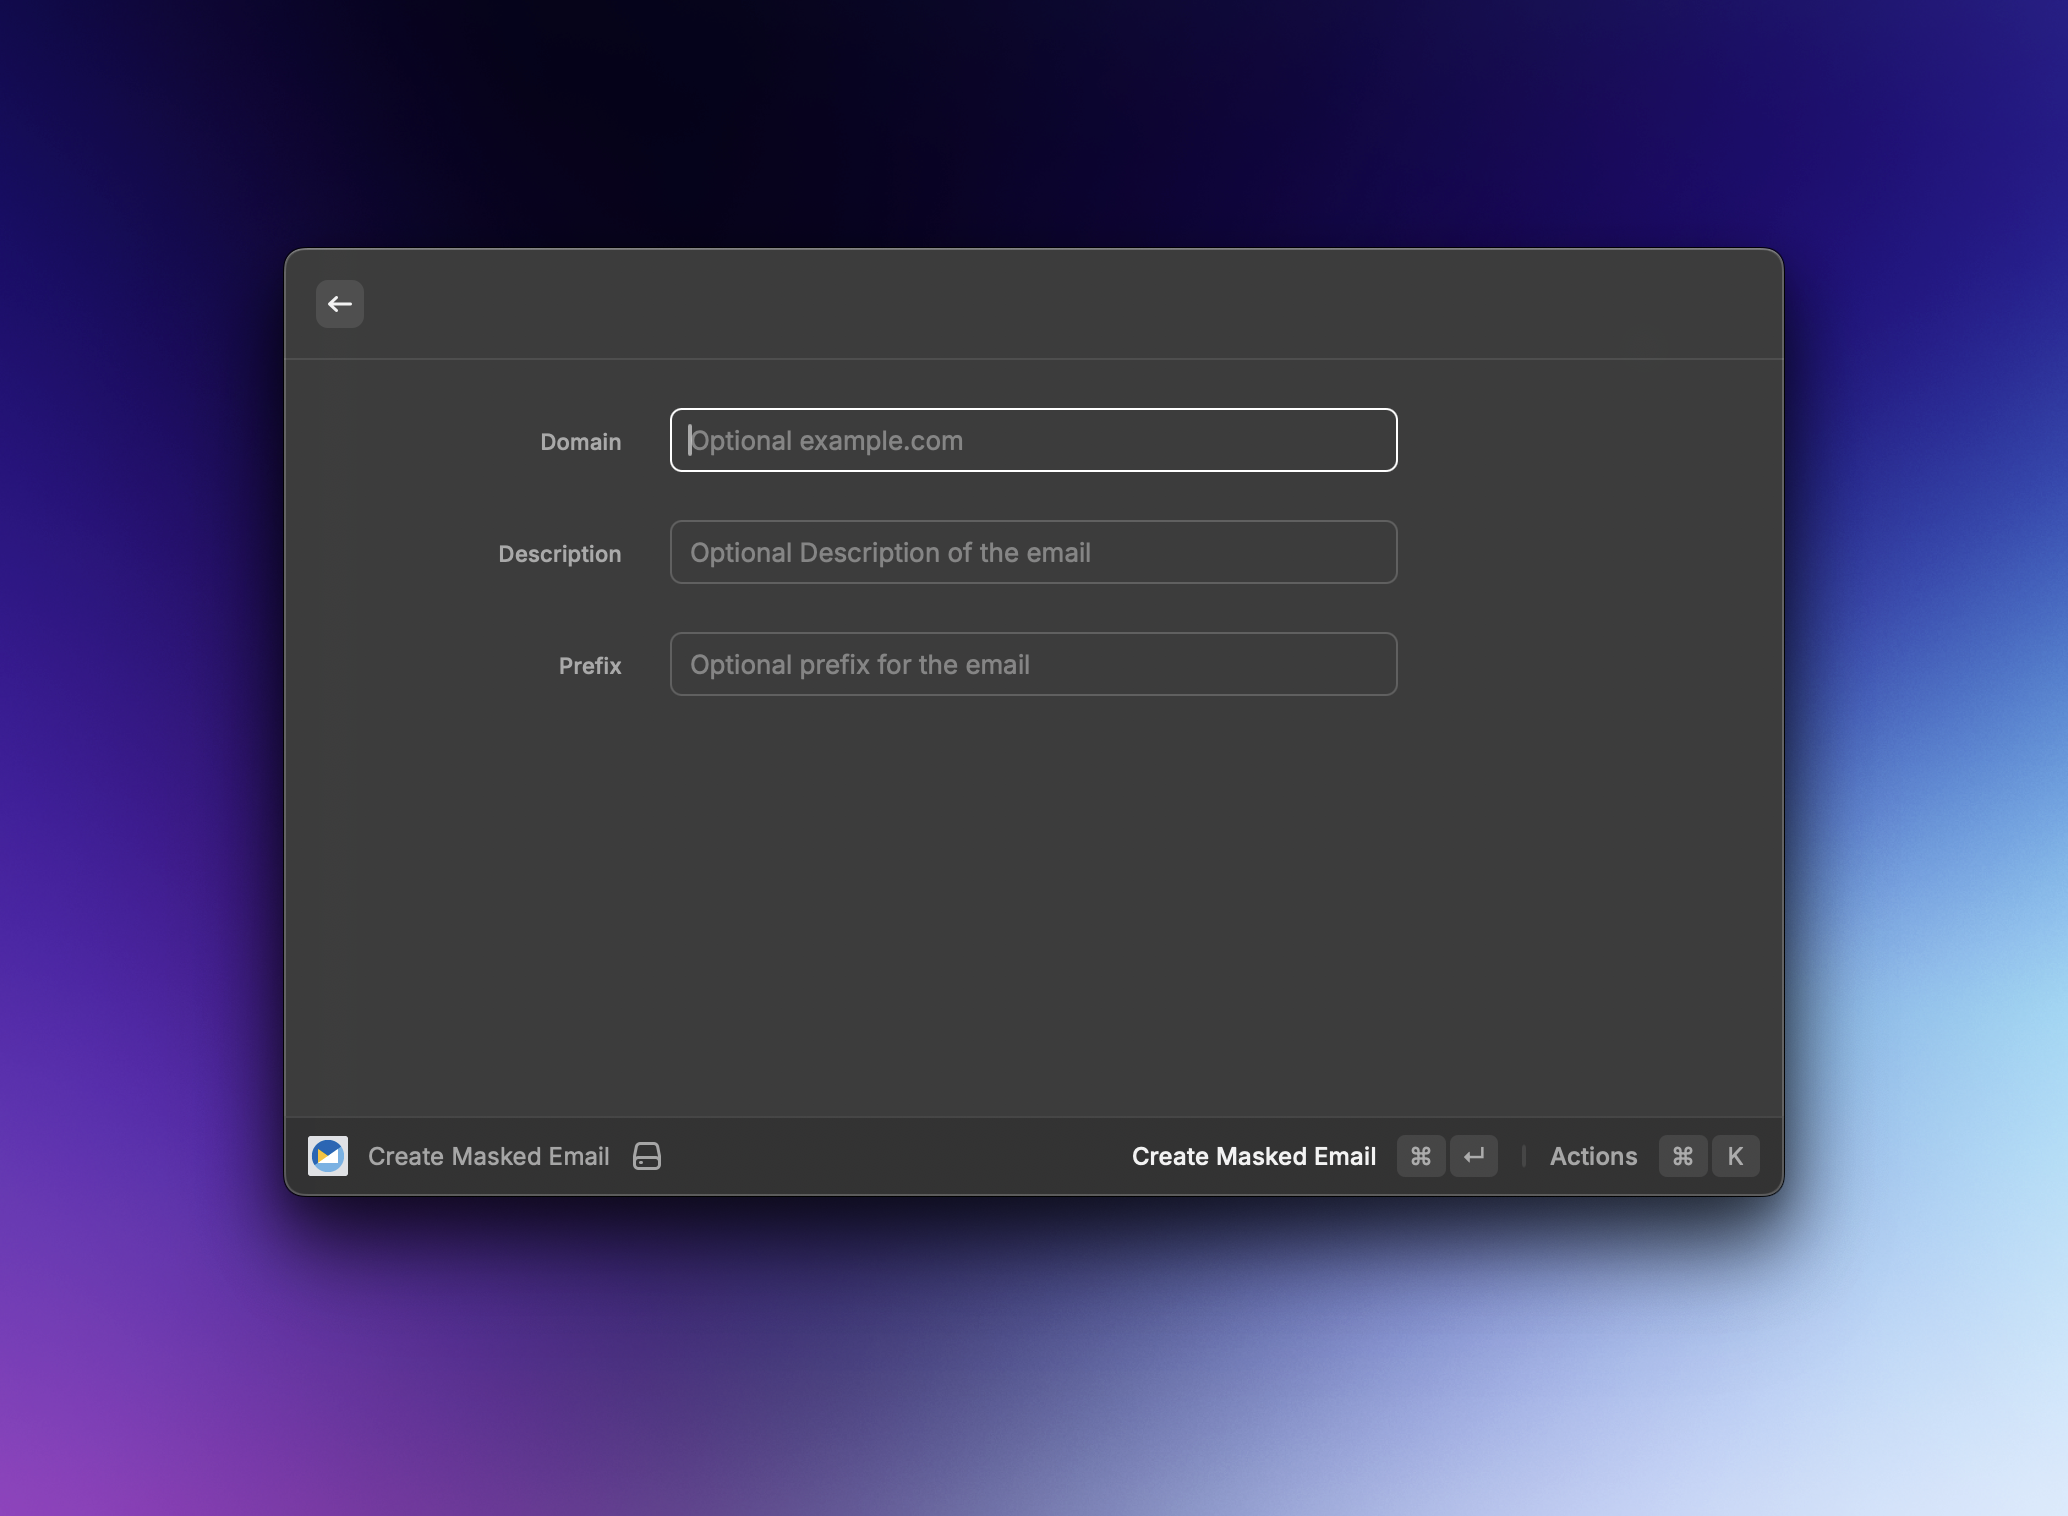 Domain
Optional example.com
Description
Optional Description of the email
Prefix
Optional prefix for the email
Create Masked Email
Create Masked Email ⌘ ↵ | Actions ⌘ K